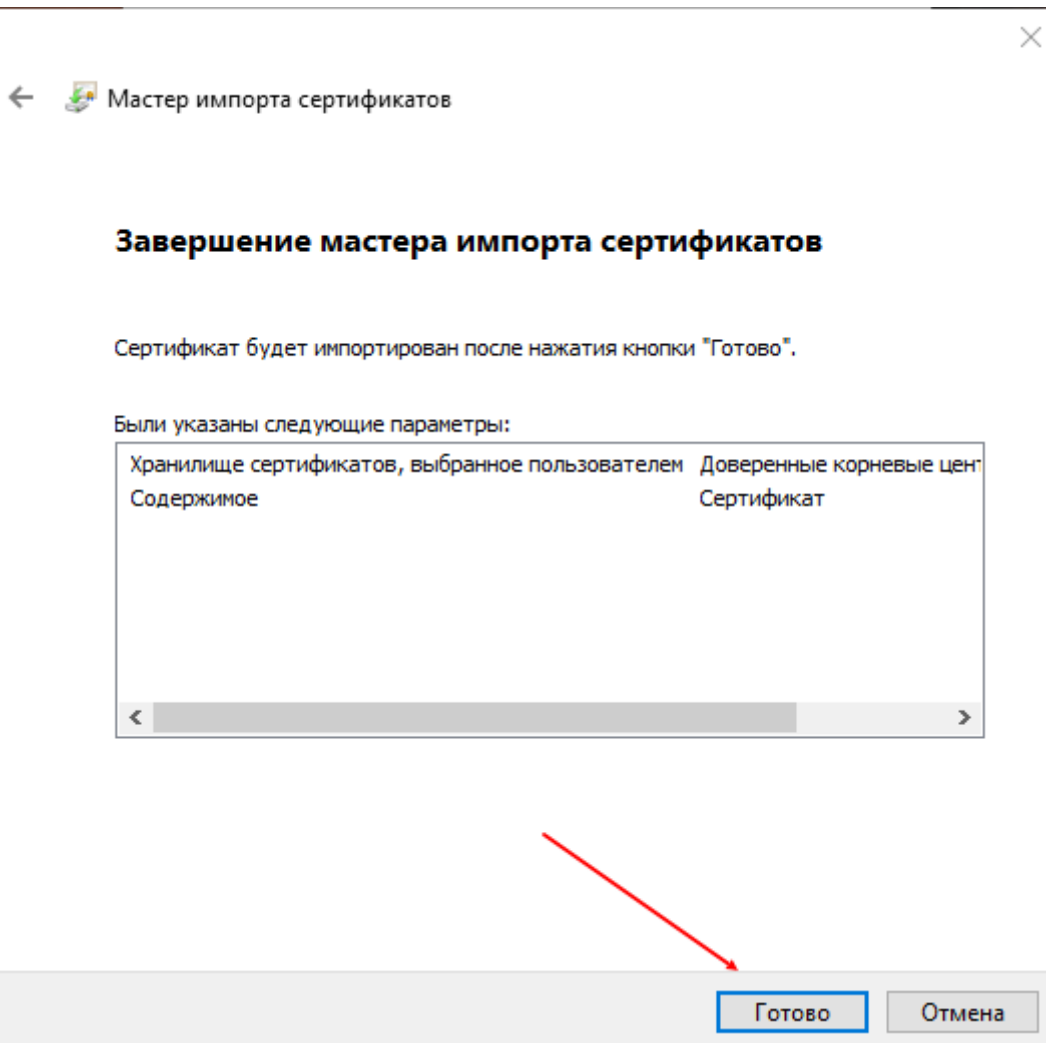 Мастер импорта сертификатов
Завершение мастера импорта сертификатов
Сертификат будет импортирован после нажатия кнопки "Готово".
Были указаны следующие параметры:
Хранилище сертификатов, выбранное пользователем Доверенные корневые цент
Содержимое Сертификат
Готово Отмена